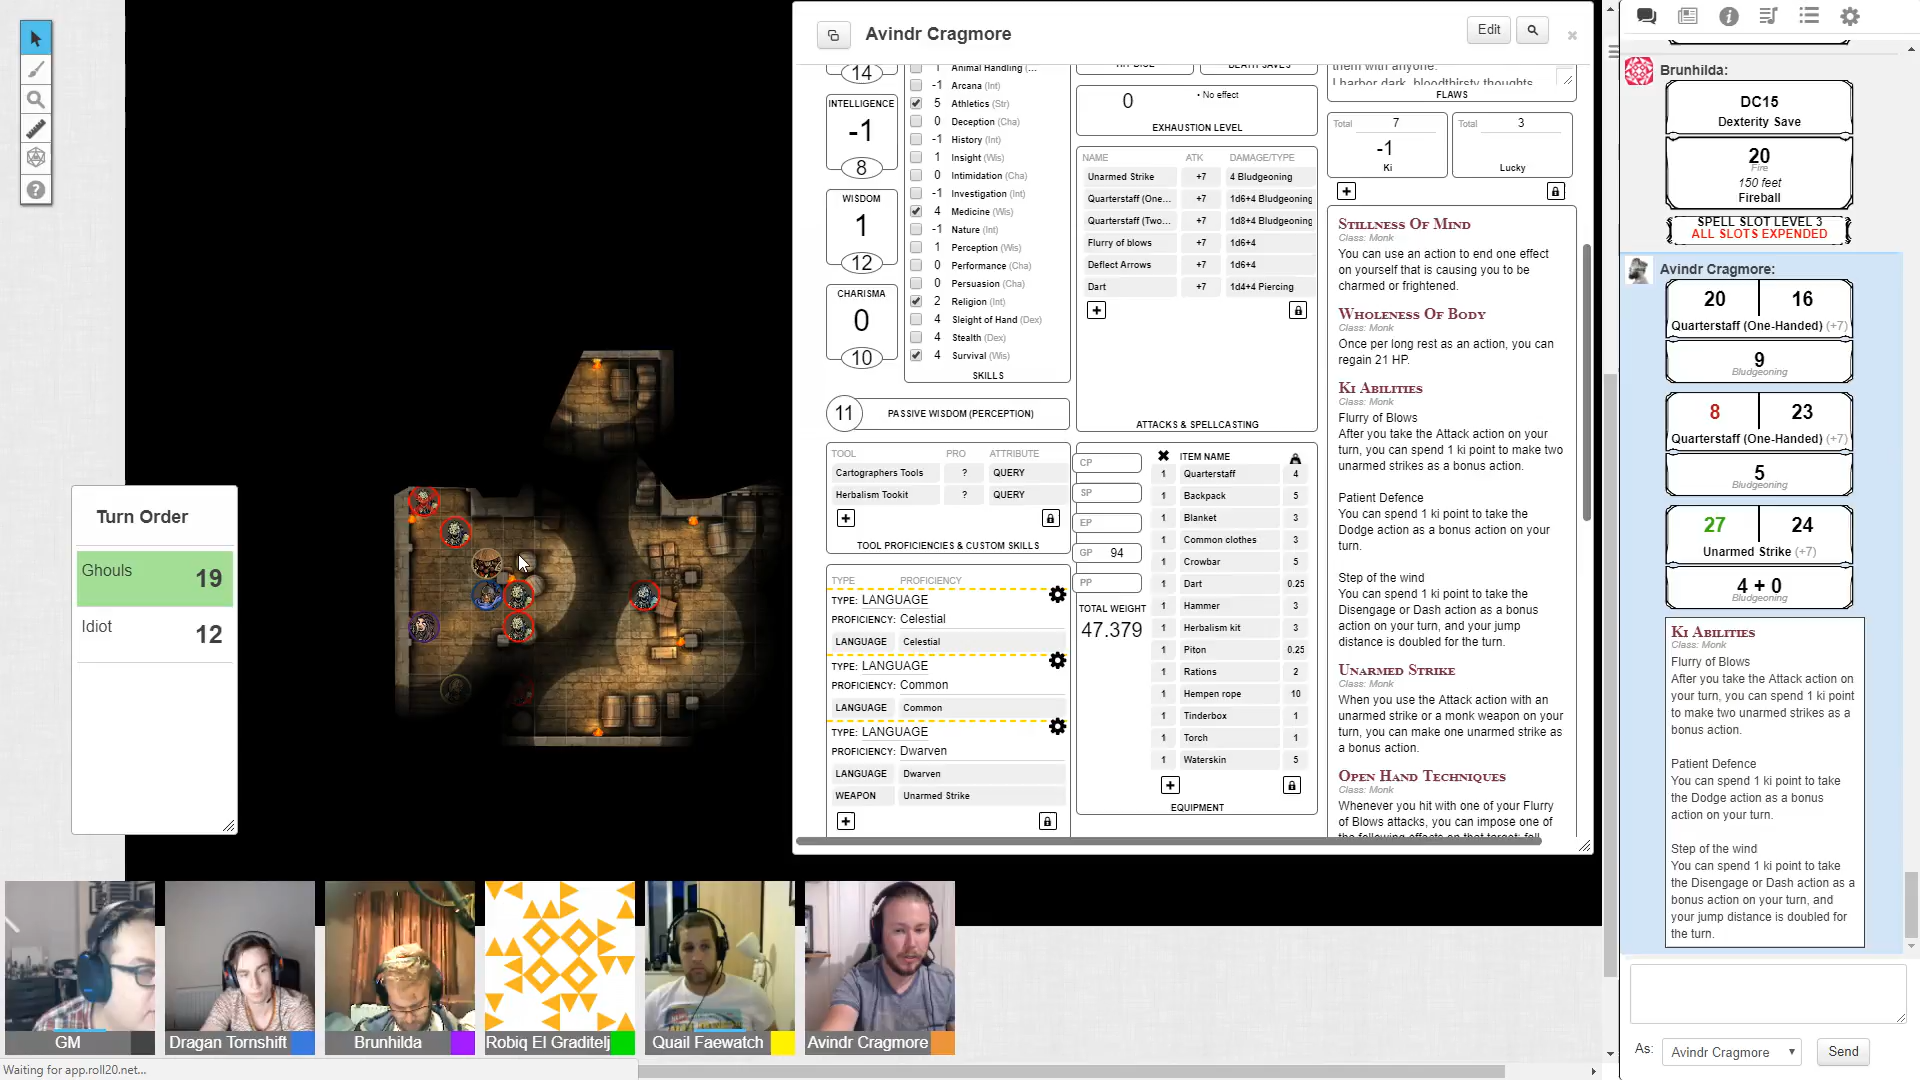 Avindr Cragmore
Edit
14
INTELLIGENCE
-1
8
WISDOM
1
12
CHARISMA
0
10
1 Animal Handling (...
-1 Arcana (Int)
5 Athletics (Str)
0 Deception (Cha)
-1 History (Int)
1 Insight (Wis)
0 Intimidation (Cha)
-1 Investigation (Int)
4 Medicine (Wis)
-1 Nature (Int)
1 Perception (Wis)
0 Performance (Cha)
0 Persuasion (Cha)
2 Religion (Int)
4 Sleight of Hand (Dex)
4 Stealth (Dex)
4 Survival (Wis)
SKILLS
11 PASSIVE WISDOM (PERCEPTION)
TOOL PRO ATTRIBUTE
Cartographers Tools ? QUERY
Herbalism Tookit ? QUERY
TOOL PROFICIENCIES & CUSTOM SKILLS
TYPE PROFICIENCY
TYPE: LANGUAGE
PROFICIENCY: Celestial
LANGUAGE Celestial
TYPE: LANGUAGE
PROFICIENCY: Common
LANGUAGE Common
TYPE: LANGUAGE
PROFICIENCY: Dwarven
LANGUAGE Dwarven
WEAPON Unarmed Strike
0
• No effect
EXHAUSTION LEVEL
NAME ATK DAMAGE/TYPE
Unarmed Strike +7 4 Bludgeoning
Quarterstaff (One... +7 1d6+4 Bludgeoning
Quarterstaff (Two... +7 1d8+4 Bludgeoning
Flurry of blows +7 1d6+4
Deflect Arrows +7 1d6+4
Dart +7 1d4+4 Piercing
ATTACKS & SPELLCASTING
CP
SP
EP
GP 94
PP
TOTAL WEIGHT
47.379
ITEM NAME
1 Quarterstaff 4
1 Backpack 5
1 Blanket 3
1 Common clothes 3
1 Crowbar 5
1 Dart 0.25
1 Hammer 3
1 Herbalism kit 3
1 Piton 0.25
1 Rations 2
1 Hempen rope 10
1 Tinderbox 1
1 Torch 1
1 Waterskin 5
EQUIPMENT
them with anyone.
I harbor dark, bloodthirsty thoughts
FLAWS
Total 7
-1
Ki
Total 3
Lucky
STILLNESS OF MIND
Class: Monk
You can use an action to end one effect
on yourself that is causing you to be
charmed or frightened.
WHOLENESS OF BODY
Once per long rest as an action, you can
regain 21 HP.
KI ABILITIES
Class: Monk
Flurry of Blows
After you take the Attack action on your
turn, you can spend 1 ki point to make two
unarmed strikes as a bonus action.
Patient Defence
You can spend 1 ki point to take the
Dodge action as a bonus action on your
turn.
Step of the wind
You can spend 1 ki point to take the
Disengage or Dash action as a bonus
action on your turn, and your jump
distance is doubled for the turn.
UNARMED STRIKE
Class: Monk
When you use the Attack action with an
unarmed strike or a monk weapon on your
turn, you can make one unarmed strike as
a bonus action.
OPEN HAND TECHNIQUES
Class: Monk
Whenever you hit with one of your Flurry
of Blows attacks, you can impose one of
the following effects on that target: fall
Turn Order
Ghouls 19
Idiot 12
GM
Dragan Tornshift
Brunhilda
Robiq El Graditelj
Quail Faewatch
Avindr Cragmore
Waiting for app.roll20.net...
Brunhilda:
DC15
Dexterity Save
20
Fire
150 feet
Fireball
SPELL SLOT LEVEL 3
ALL SLOTS EXPENDED
Avindr Cragmore:
20 16
Quarterstaff (One-Handed) (+7)
9
Bludgeoning
8 23
Quarterstaff (One-Handed) (+7)
5
Bludgeoning
27 24
Unarmed Strike (+7)
4 + 0
Bludgeoning
KI ABILITIES
Class: Monk
Flurry of Blows
After you take the Attack action on
your turn, you can spend 1 ki point
to make two unarmed strikes as a
bonus action.
Patient Defence
You can spend 1 ki point to take
the Dodge action as a bonus
action on your turn.
Step of the wind
You can spend 1 ki point to take the
Disengage or Dash action as a
bonus action on your turn, and
your jump distance is doubled for
the turn.
As: Avindr Cragmore
Send